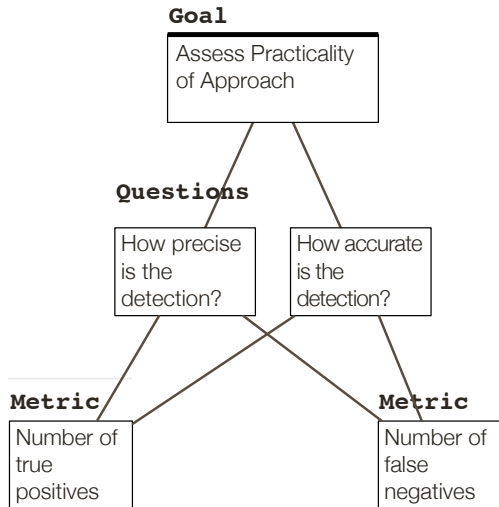 Goal
Assess Practicality
of Approach
Questions
How precise
is the
detection?
How accurate
is the
detection?
Metric
Number of
true
positives
Metric
Number of
false
negatives